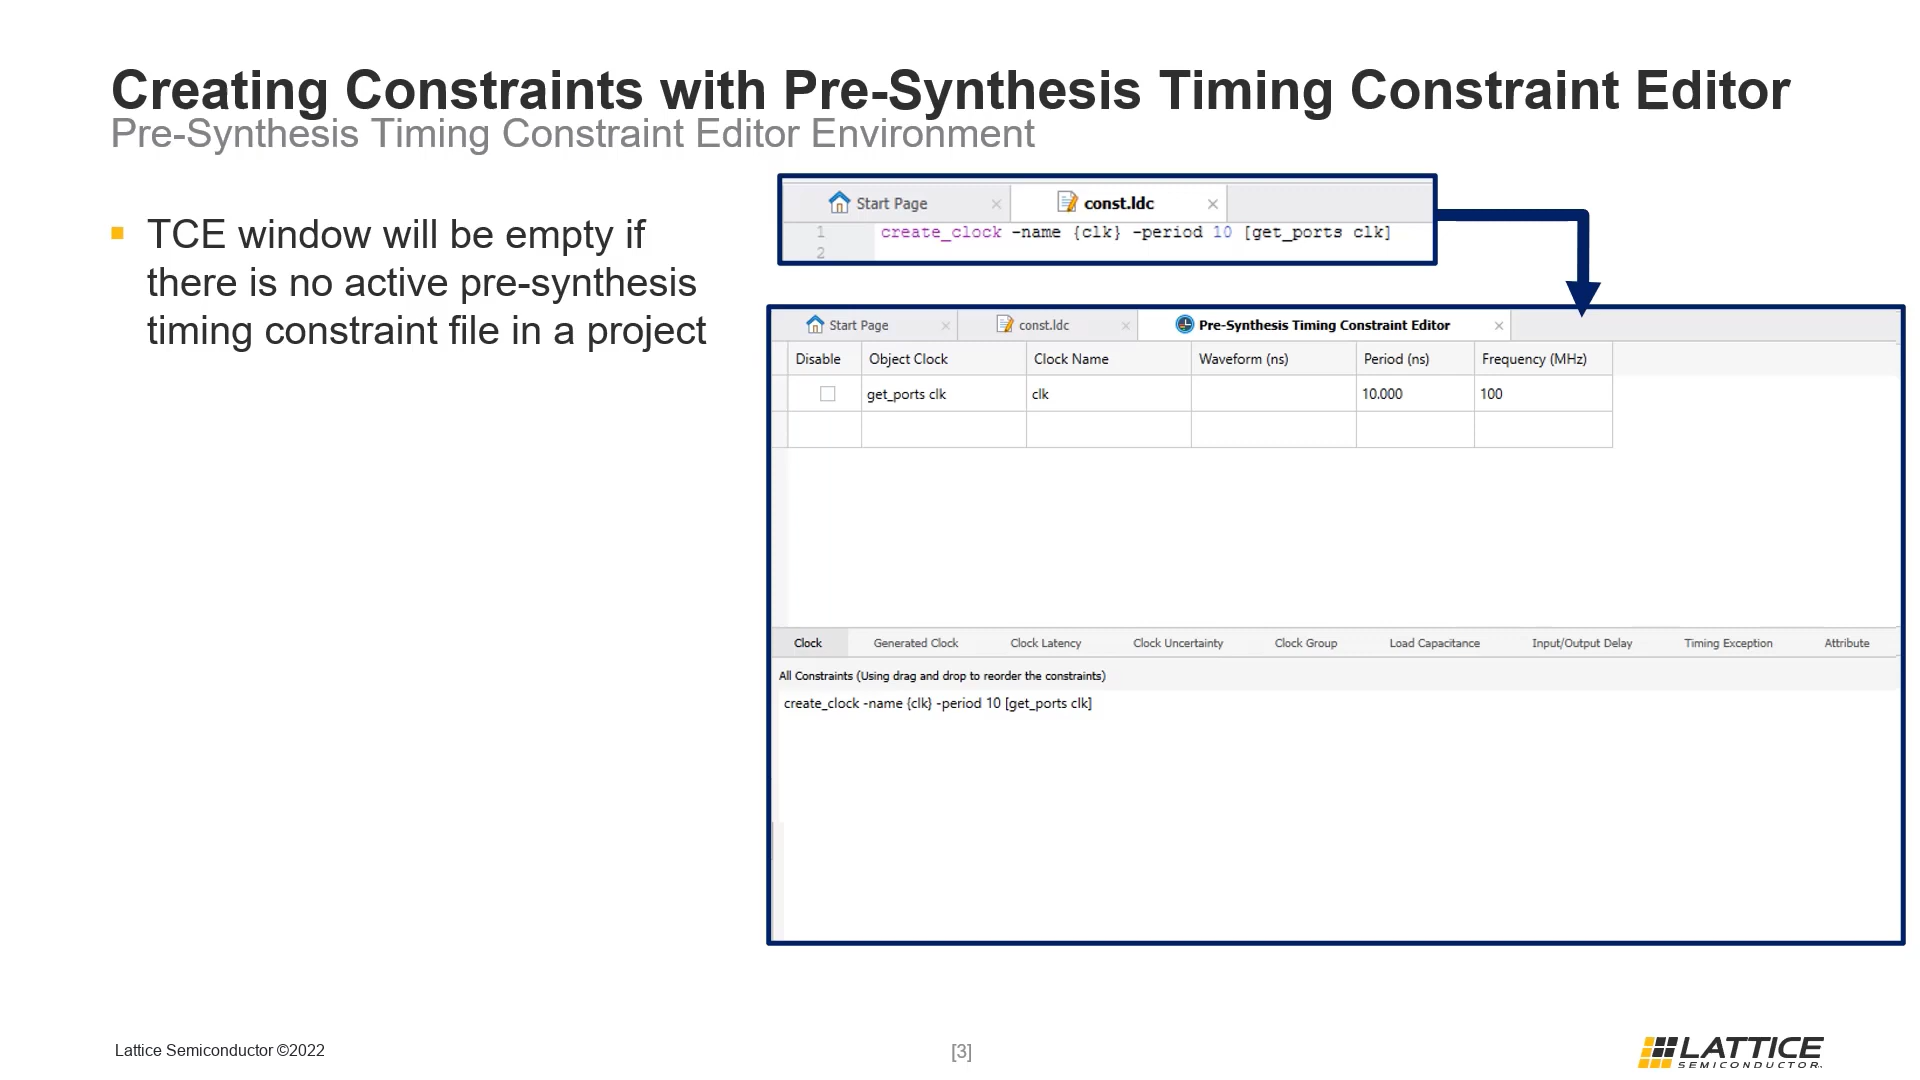 Creating Constraints with Pre-Synthesis Timing Constraint Editor
Pre-Synthesis Timing Constraint Editor Environment
TCE window will be empty if
there is no active pre-synthesis
timing constraint file in a project
Start Page const.ldc
1 create_clock -name {clk} -period 10 [get_ports clk]
2
Start Page const.ldc Pre-Synthesis Timing Constraint Editor
Disable Object Clock Clock Name Waveform (ns) Period (ns) Frequency (MHz)
get_ports clk clk 10.000 100
Clock Generated Clock Clock Latency Clock Uncertainty Clock Group Load Capacitance Input/Output Delay Timing Exception Attribute
All Constraints (Using drag and drop to reorder the constraints)
create_clock -name {clk} -period 10 [get_ports clk]
Lattice Semiconductor ©2022
[3]
LATTICE
SEMICONDUCTOR